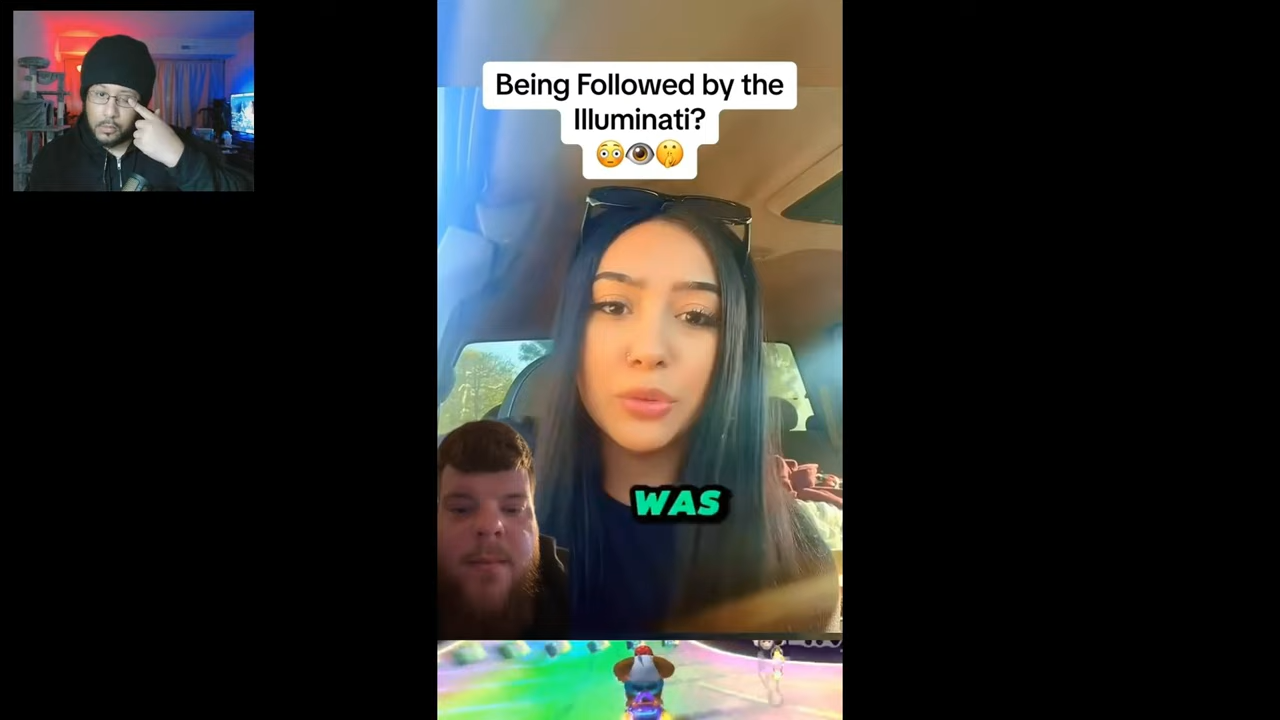 Being Followed by the
Illuminati?
😳👁️🤫
WAS